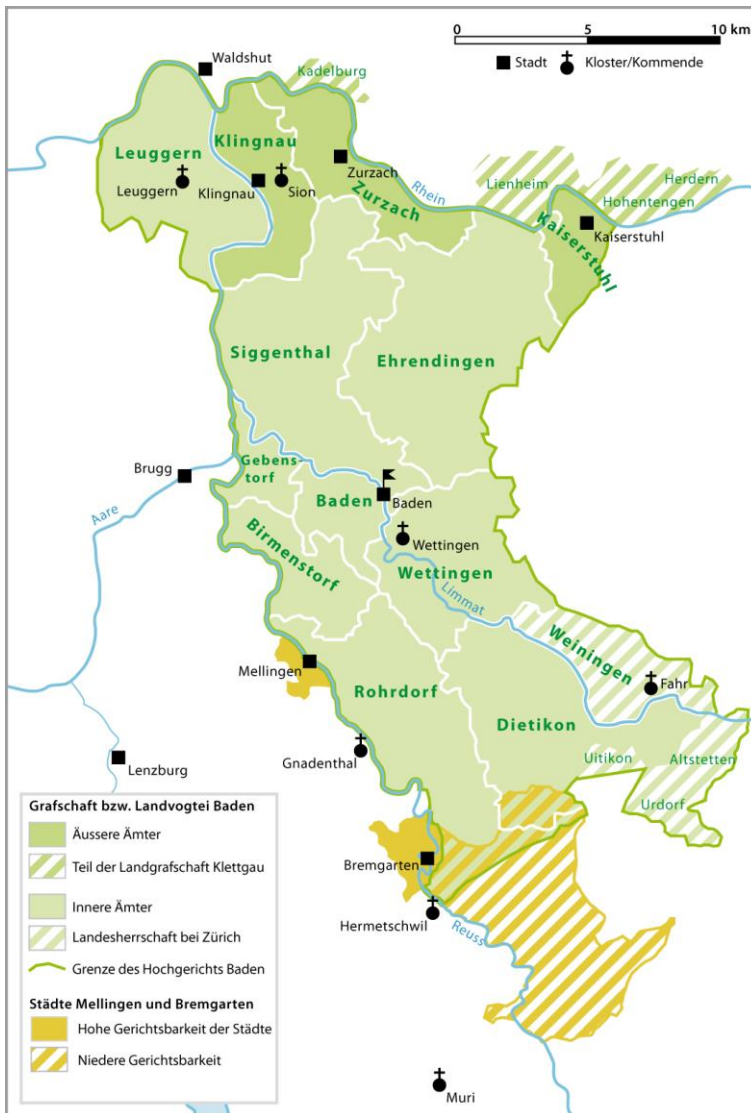 0
5
10 km
Stadt
Kloster/Kommende
Waldshut
Kadelburg
Leuggern
Klingnau
Leuggern
Klingnau
Sion
Zurzach
Zurzach
Rhein
Lienheim
Herdern
Hohentengen
Kaiserstuhl
Kaiserstuhl
Siggenthal
Ehrendingen
Brugg
Gebens-
torf
Baden
Baden
Aare
Wettingen
Birmenstorf
Wettingen
Limmat
Weiningen
Fahr
Mellingen
Rohrdorf
Dietikon
Gnadenthal
Uitikon
Altstetten
Urdorf
Lenzburg
Bremgarten
Hermetschwil
Reuss
Muri
Grafschaft bzw. Landvogtei Baden
Äussere Ämter
Teil der Landgrafschaft Klettgau
Innere Ämter
Landesherrschaft bei Zürich
Grenze des Hochgerichts Baden
Städte Mellingen und Bremgarten
Hohe Gerichtsbarkeit der Städte
Niedere Gerichtsbarkeit